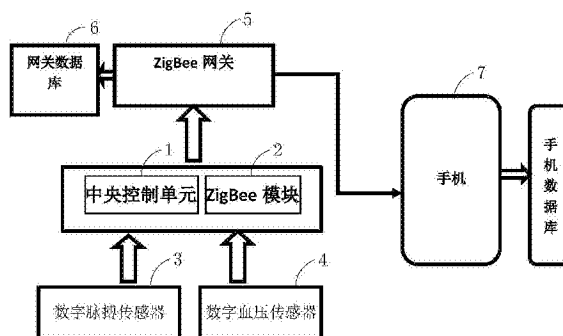 6
5
网关数据
库
ZigBee 网关
7
1
2
中央控制单元
ZigBee 模块
手机
手机数据库
3
4
数字脉搏传感器
数字血压传感器